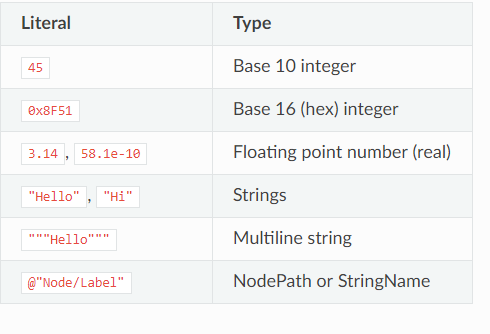 Literal Type
45 Base 10 integer
0x8F51 Base 16 (hex) integer
3.14 , 58.1e-10 Floating point number (real)
"Hello" , "Hi" Strings
"""Hello""" Multiline string
@"Node/Label" NodePath or StringName